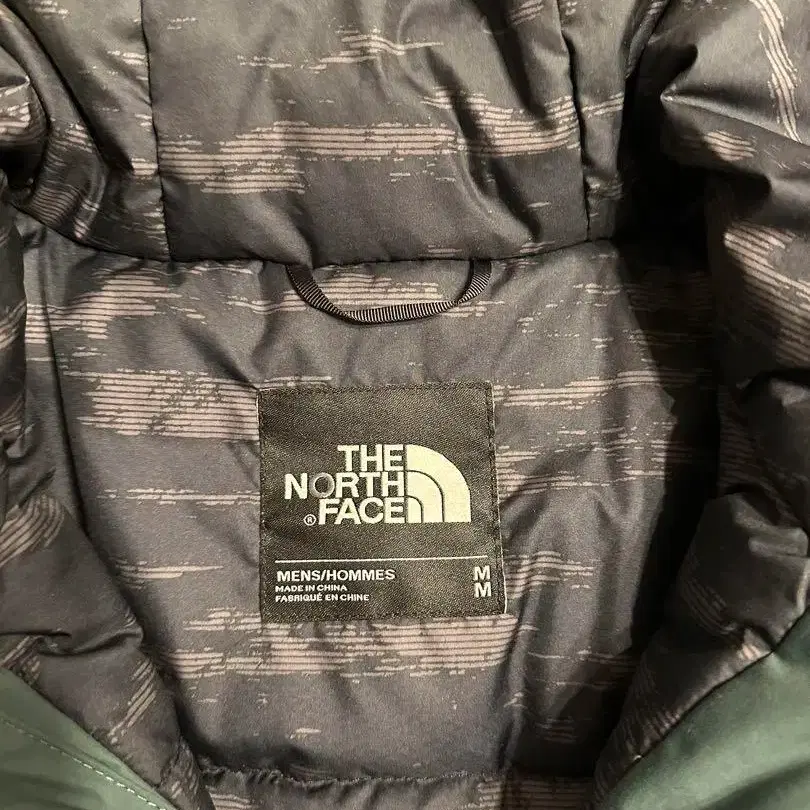 THE
NORTH
® FACE
MENS/HOMMES M
MADE IN CHINA M
FABRIQUÉ EN CHINE